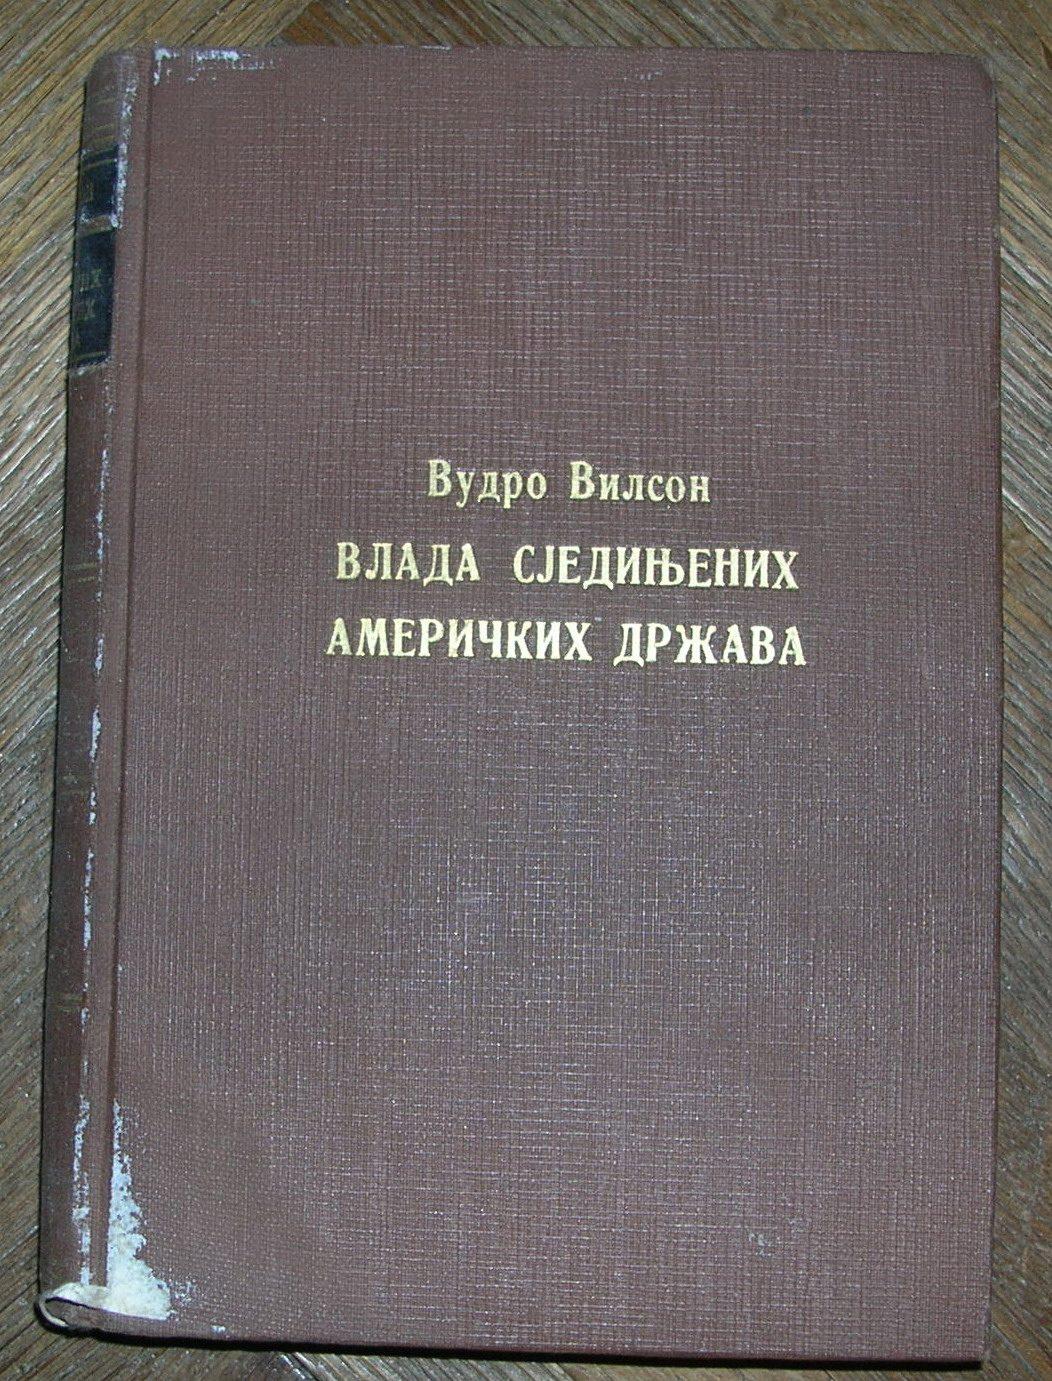 Вудро Вилсон
ВЛАДА СЈЕДИЊЕНИХ
АМЕРИЧКИХ ДРЖАВА